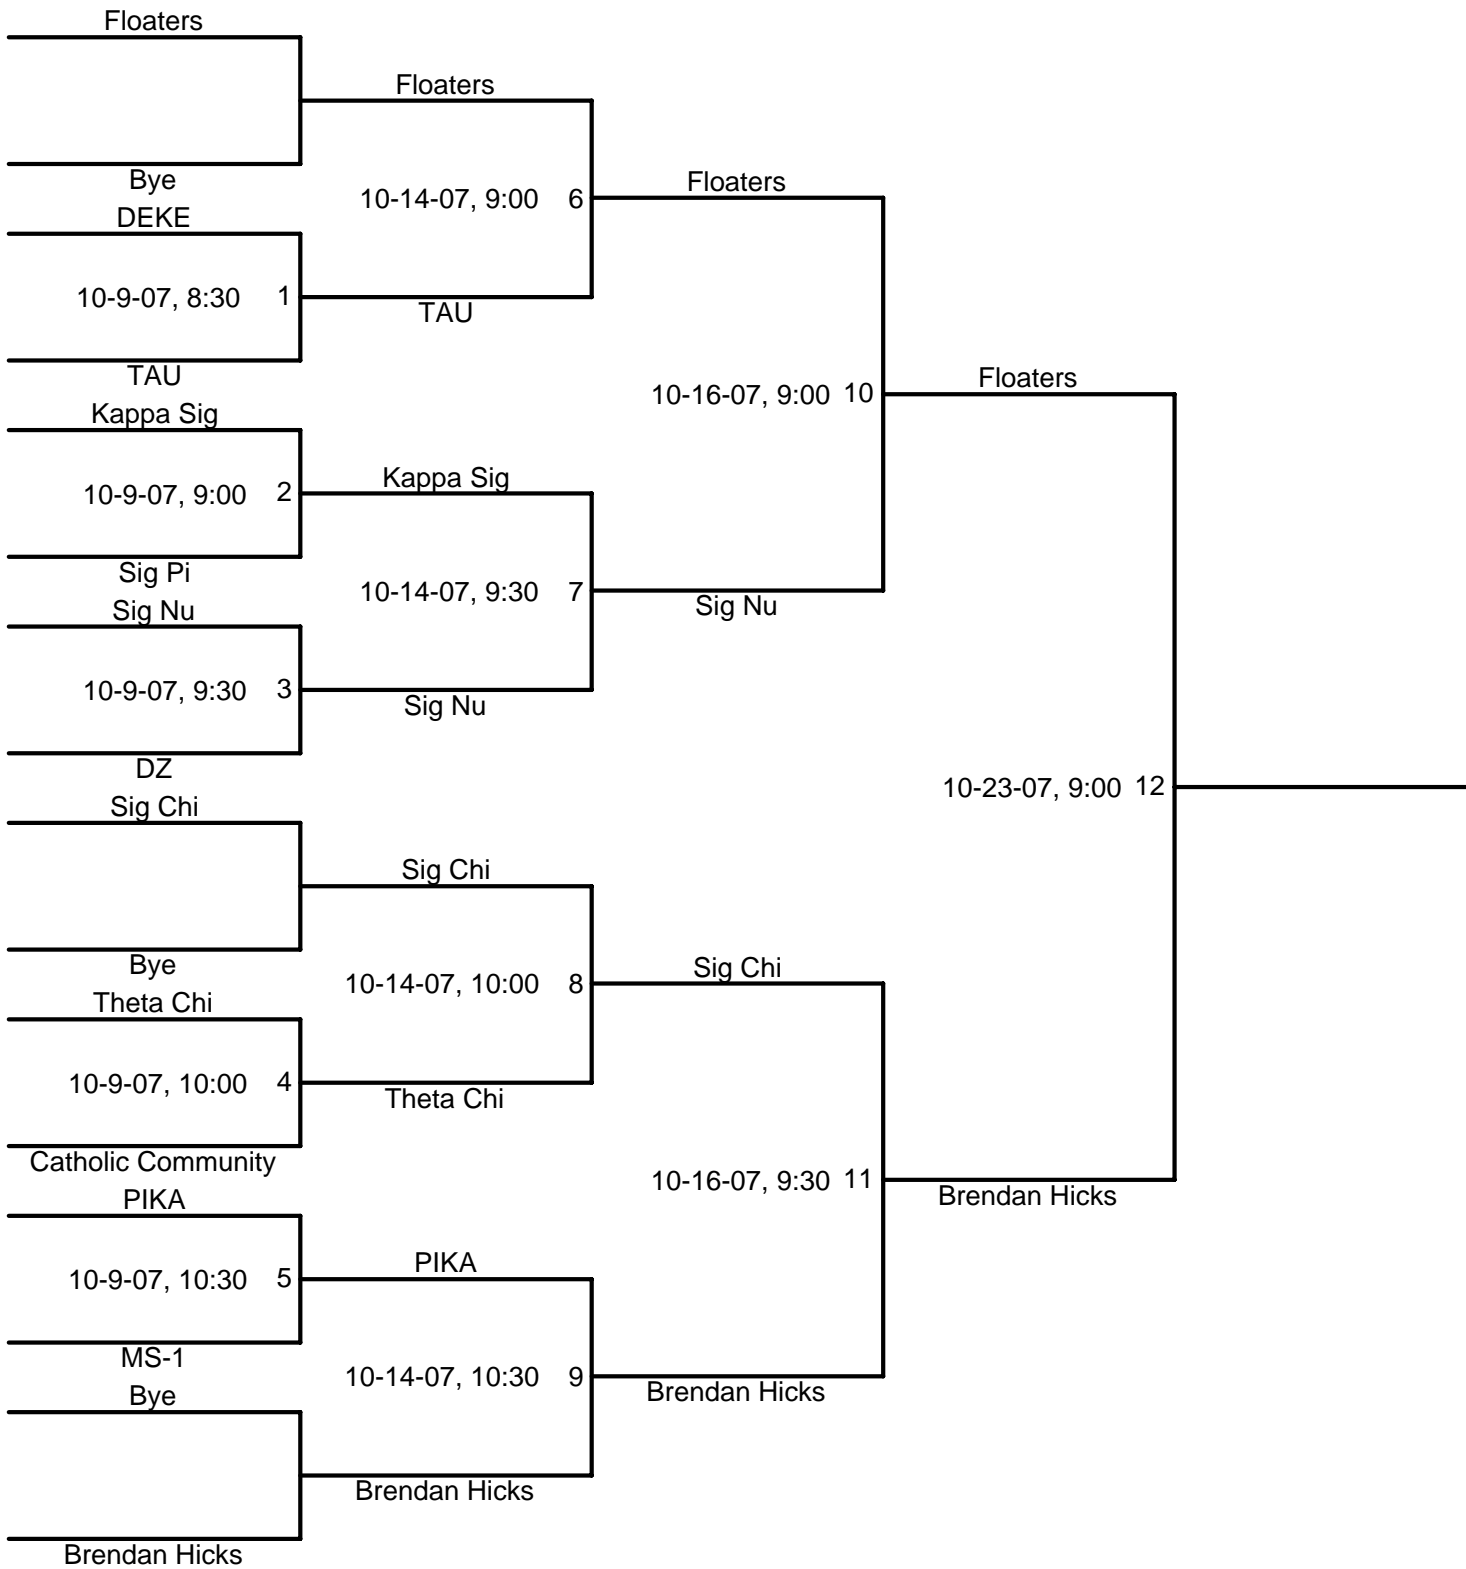 Floaters
Floaters
Bye
10-14-07, 9:00 6
Floaters
DEKE
10-9-07, 8:30 1
TAU
TAU
10-16-07, 9:00 10
Floaters
Kappa Sig
10-9-07, 9:00 2
Kappa Sig
Sig Pi
10-14-07, 9:30 7
Sig Nu
Sig Nu
10-9-07, 9:30 3
Sig Nu
DZ
10-23-07, 9:00 12
Sig Chi
Sig Chi
Bye
10-14-07, 10:00 8
Sig Chi
Theta Chi
10-9-07, 10:00 4
Theta Chi
Catholic Community
10-16-07, 9:30 11
Brendan Hicks
PIKA
10-9-07, 10:30 5
PIKA
MS-1
10-14-07, 10:30 9
Brendan Hicks
Bye
Brendan Hicks
Brendan Hicks